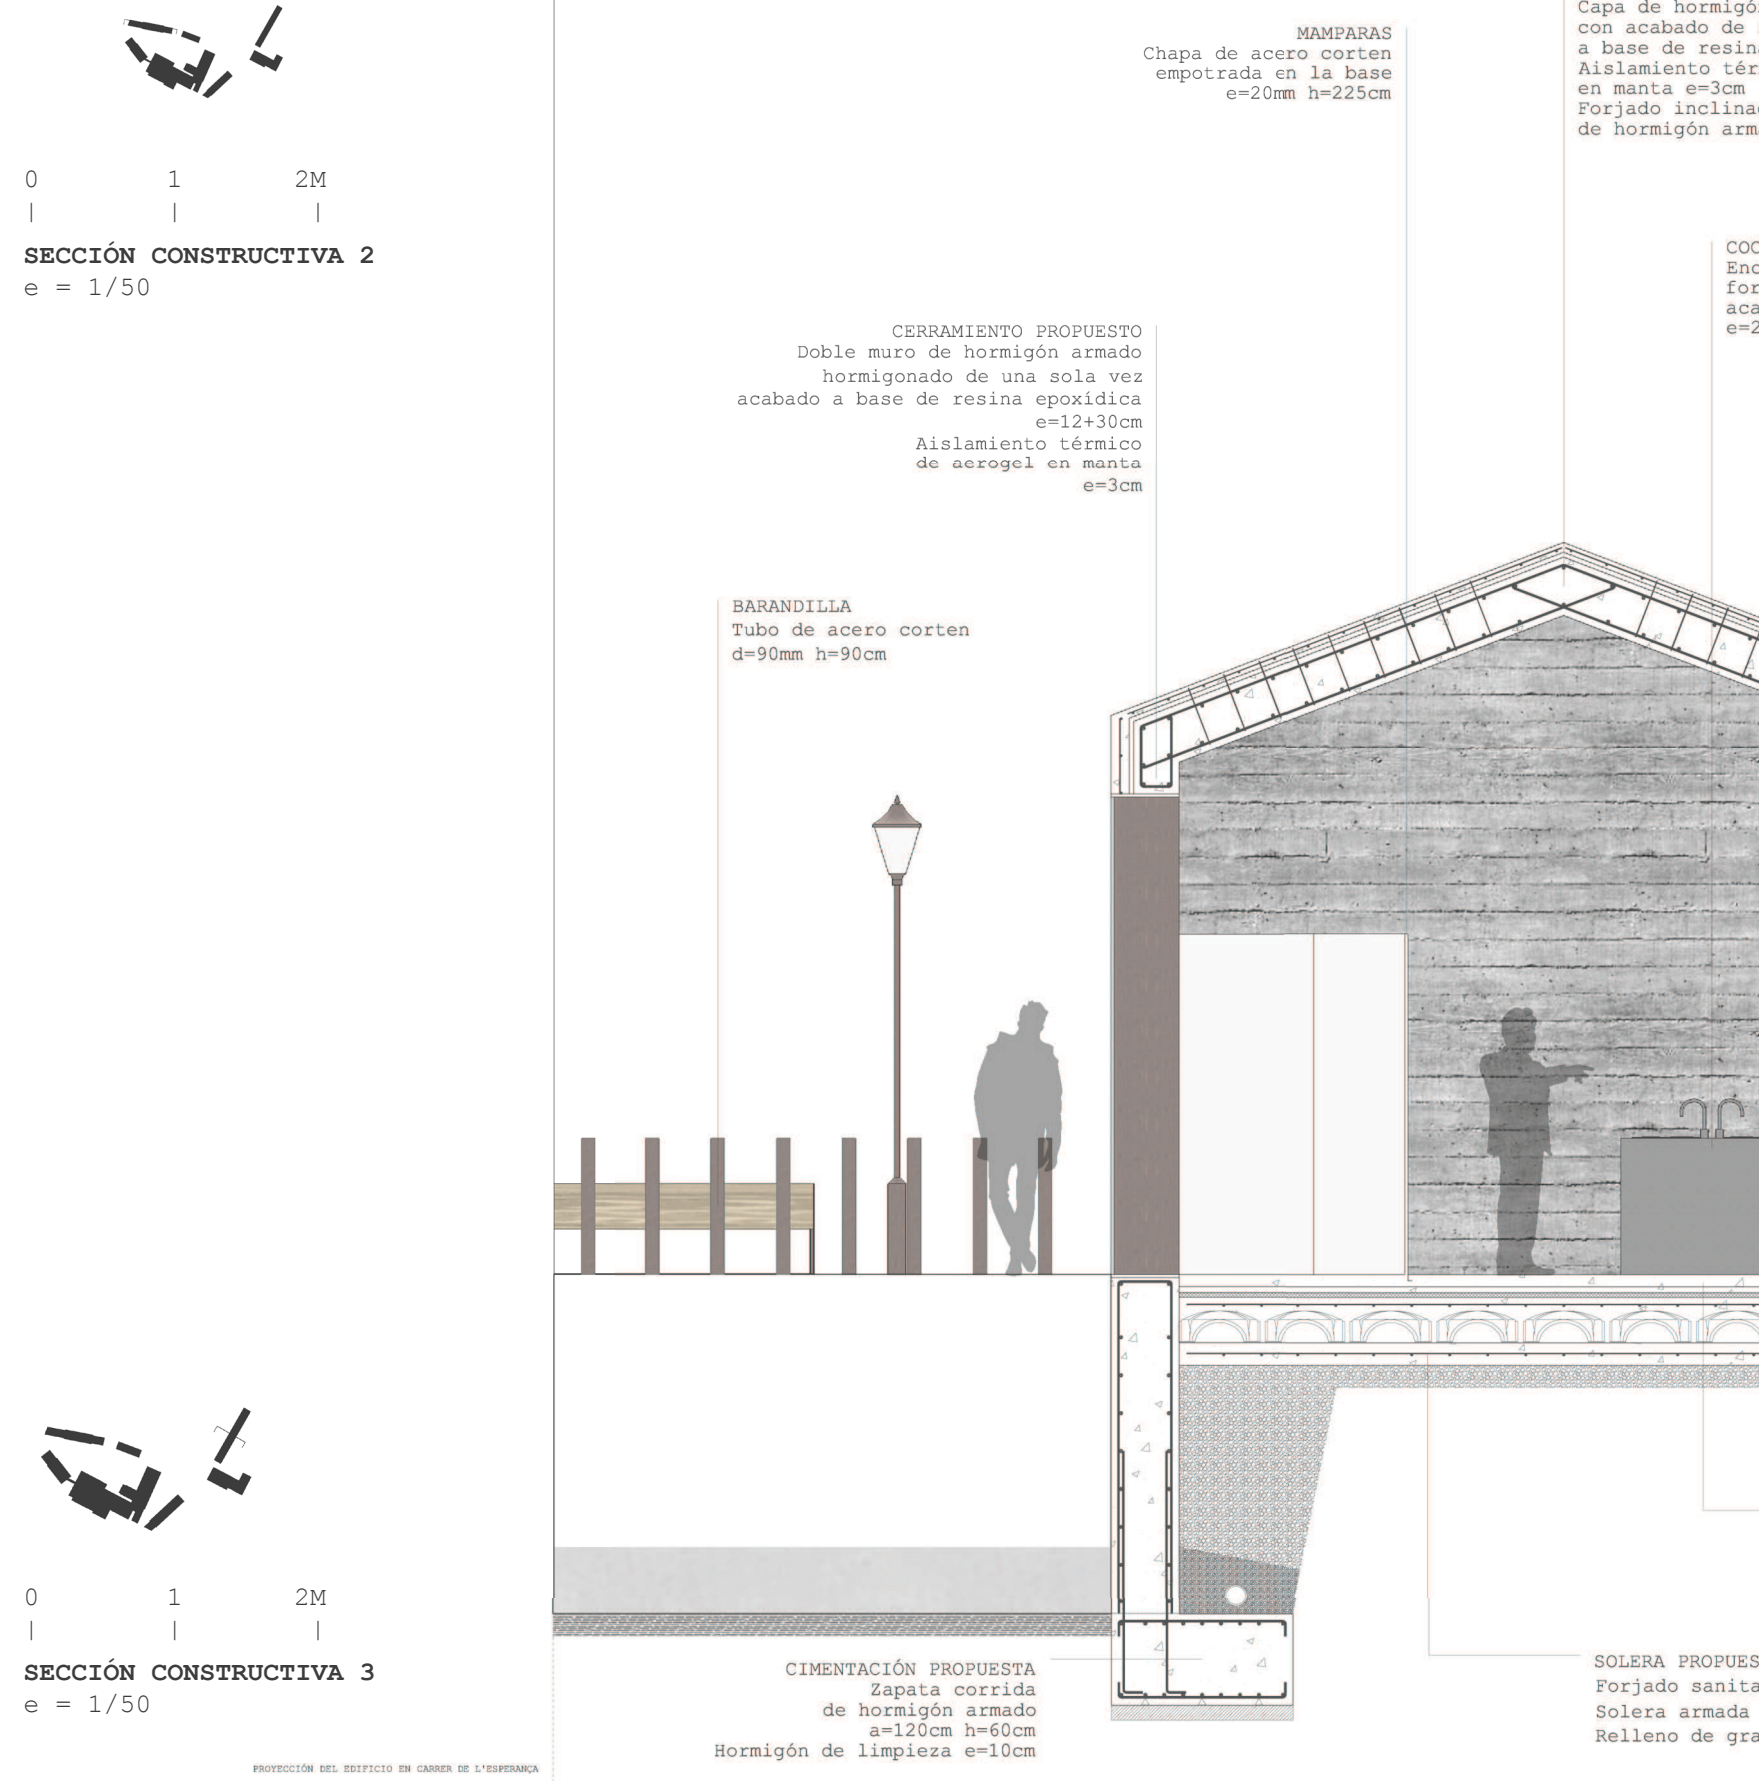 0 1 2M
SECCIÓN CONSTRUCTIVA 2
e = 1/50
MAMPARAS
Chapa de acero corten
empotrada en la base
e=20mm h=225cm
Capa de hormigón
con acabado de
a base de resina
Aislamiento tér
en manta e=3cm
Forjado inclinad
de hormigón arma
COC
Enc
for
aca
e=2
CERRAMIENTO PROPUESTO
Doble muro de hormigón armado
hormigonado de una sola vez
acabado a base de resina epoxídica
e=12+30cm
Aislamiento térmico
de aerogel en manta
e=3cm
BARANDILLA
Tubo de acero corten
d=90mm h=90cm
0 1 2M
SECCIÓN CONSTRUCTIVA 3
e = 1/50
CIMENTACIÓN PROPUESTA
Zapata corrida
de hormigón armado
a=120cm h=60cm
Hormigón de limpieza e=10cm
SOLERA PROPUES
Forjado sanita
Solera armada
Relleno de gra
PROYECCIÓN DEL EDIFICIO EN CARRER DE L'ESPERANÇA